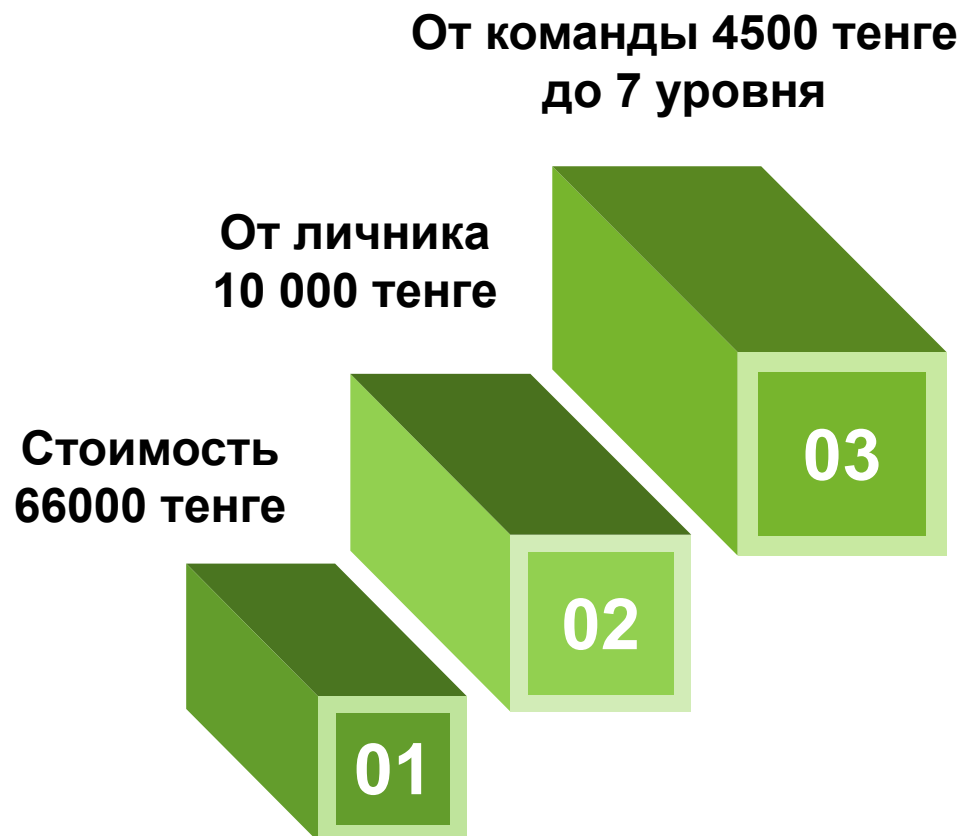 От команды 4500 тенге
до 7 уровня
От личника
10 000 тенге
Стоимость
66000 тенге
03
02
01